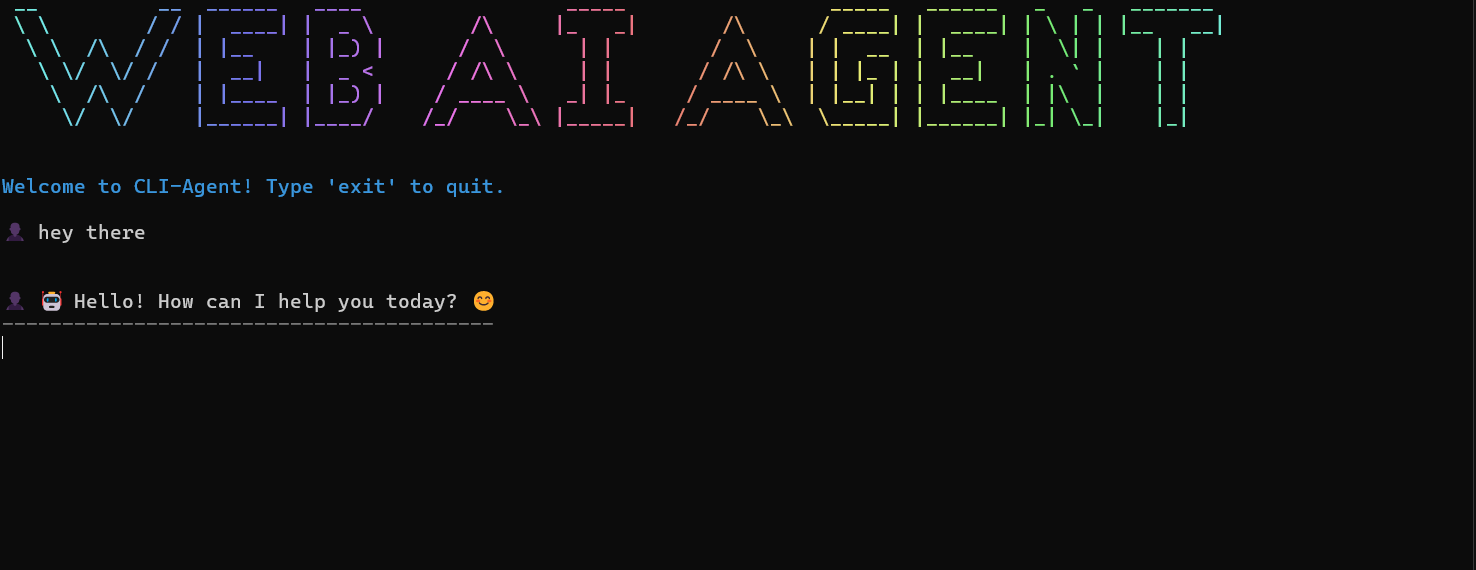 WEB AI AGENT
Welcome to CLI-Agent! Type 'exit' to quit.
👤 hey there
👤 🤖 Hello! How can I help you today? 😊
-----------------------------------------